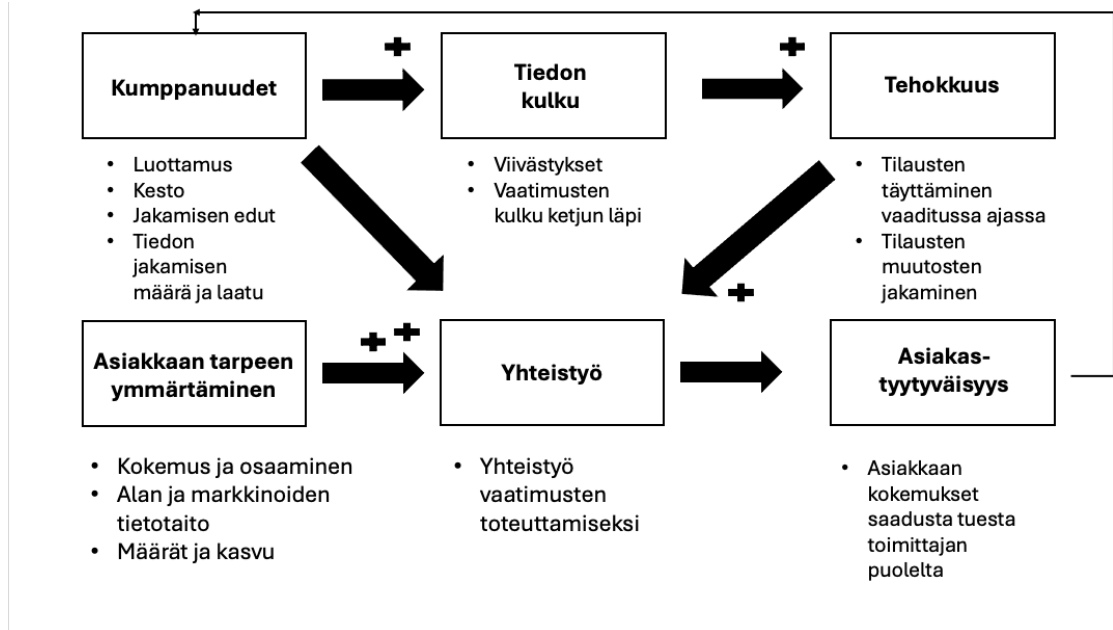 Kumppanuudet
Tiedon
kulku
Tehokkuus
• Luottamus
• Kesto
• Jakamisen edut
• Tiedon
jakamisen
määrä ja laatu
• Viivästykset
• Vaatimusten
kulku ketjun läpi
• Tilausten
täyttäminen
vaaditussa ajassa
• Tilausten
muutosten
jakaminen
Asiakkaan tarpeen
ymmärtäminen
Yhteistyö
Asiakas-
tyytyväisyys
• Kokemus ja osaaminen
• Alan ja markkinoiden
tietotaito
• Määrät ja kasvu
• Yhteistyö
vaatimusten
toteuttamiseksi
• Asiakkaan
kokemukset
saadusta tuesta
toimittajan
puolelta